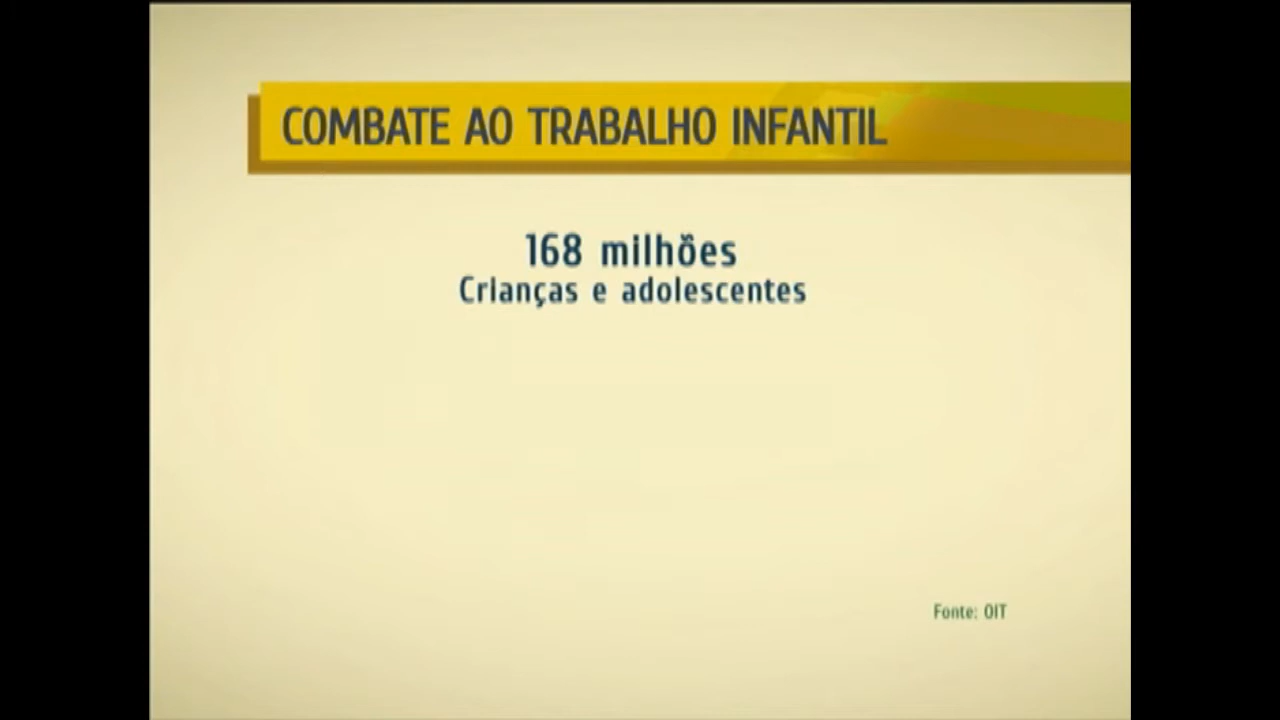 COMBATE AO TRABALHO INFANTIL
168 milhões
Crianças e adolescentes
Fonte: OIT